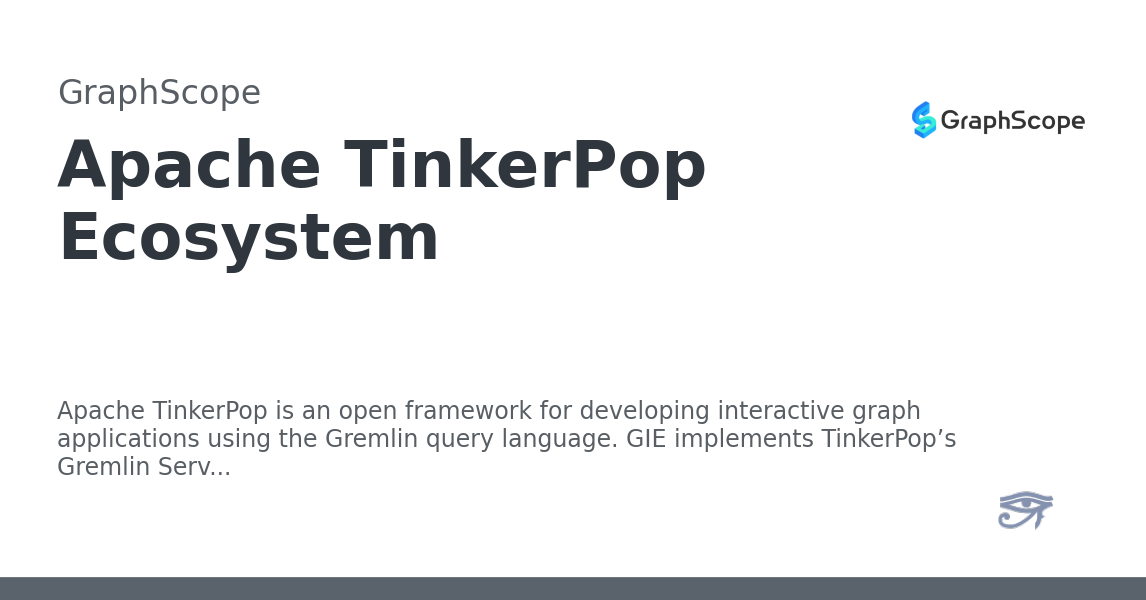 GraphScope
GraphScope
Apache TinkerPop
Ecosystem
Apache TinkerPop is an open framework for developing interactive graph
applications using the Gremlin query language. GIE implements TinkerPop’s
Gremlin Serv...